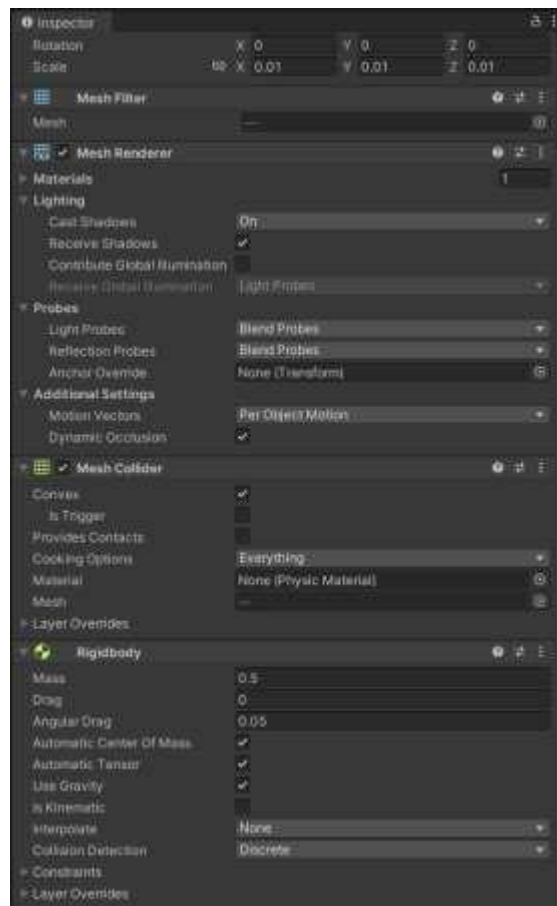 Inspector
Rotation X 0 Y 0 Z 0
Scale X 0.01 Y 0.01 Z 0.01
Mesh Filter
Mesh —
Mesh Renderer
Materials 1
Lighting
Cast Shadows On
Receive Shadows
Contribute Global Illumination
Receive Global Illumination Light Probes
Probes
Light Probes Blend Probes
Reflection Probes Blend Probes
Anchor Override None (Transform)
Additional Settings
Motion Vectors Per Object Motion
Dynamic Occlusion
Mesh Collider
Convex
Is Trigger
Provides Contacts
Cooking Options Everything
Material None (Physic Material)
Mesh —
Layer Overrides
Rigidbody
Mass 0.5
Drag 0
Angular Drag 0.05
Automatic Center Of Mass
Automatic Tensor
Use Gravity
Is Kinematic
Interpolate None
Collision Detection Discrete
Constraints
Layer Overrides